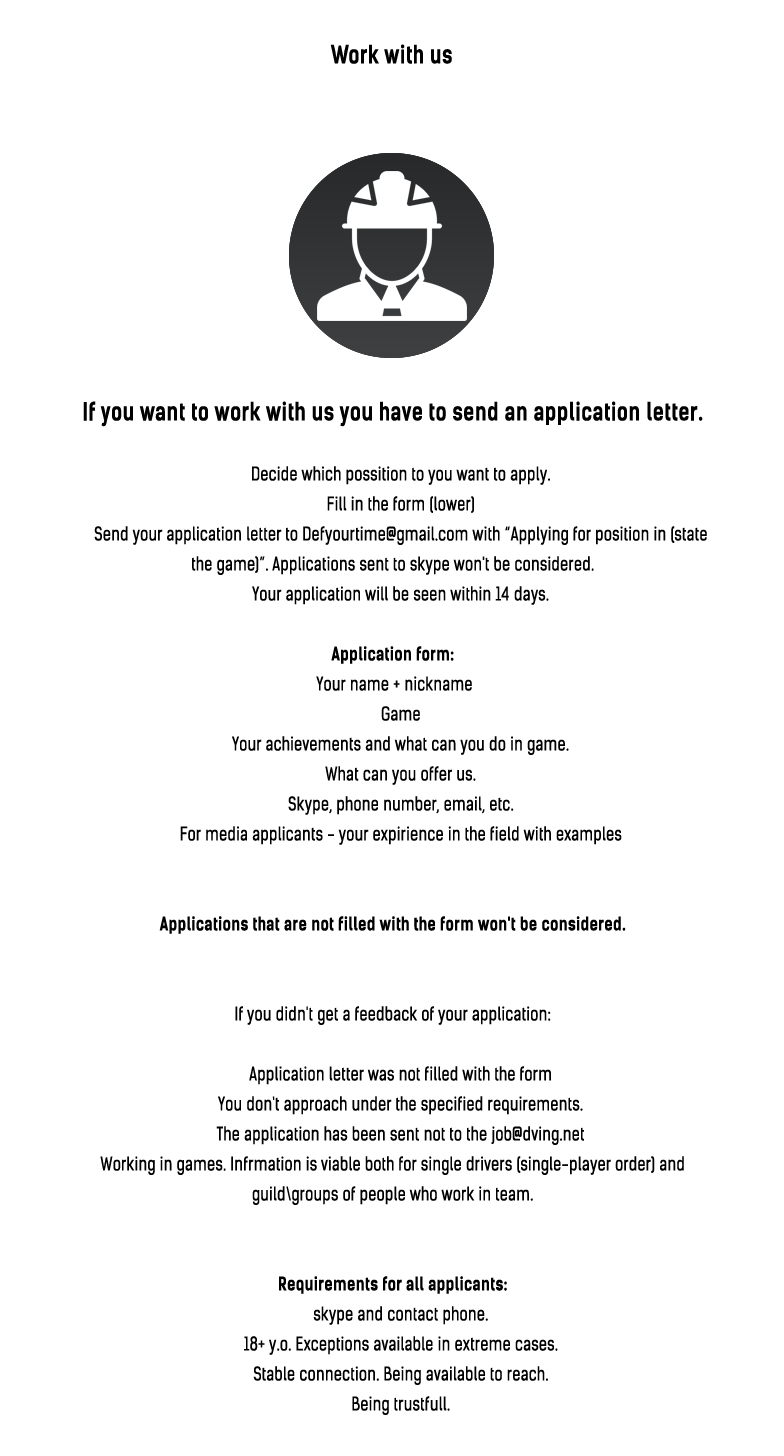 Work with us
If you want to work with us you have to send an application letter.
Decide which possition to you want to apply.
Fill in the form (lower)
Send your application letter to Defyourtime@gmail.com with “Applying for position in (state
the game)”. Applications sent to skype won't be considered.
Your application will be seen within 14 days.
Application form:
Your name + nickname
Game
Your achievements and what can you do in game.
What can you offer us.
Skype, phone number, email, etc.
For media applicants - your expirience in the field with examples
Applications that are not filled with the form won't be considered.
If you didn't get a feedback of your application:
Application letter was not filled with the form
You don't approach under the specified requirements.
The application has been sent not to the job@dving.net
Working in games. Infrmation is viable both for single drivers (single-player order) and
guild\groups of people who work in team.
Requirements for all applicants:
skype and contact phone.
18+ y.o. Exceptions available in extreme cases.
Stable connection. Being available to reach.
Being trustfull.